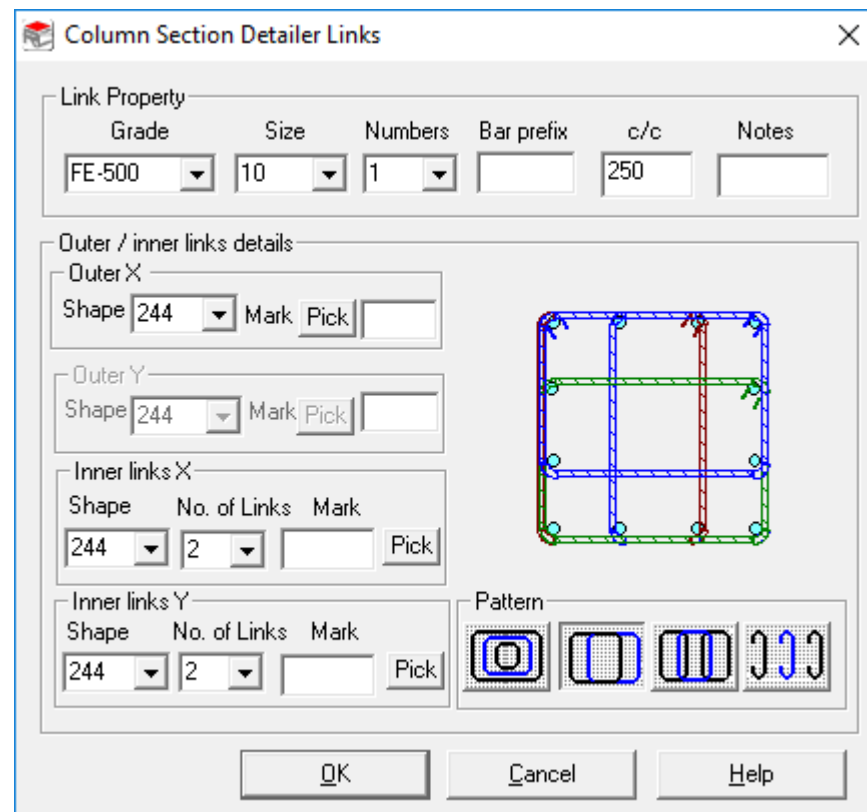 Column Section Detailer Links
Link Property
Grade Size Numbers Bar prefix c/c Notes
FE-500 10 1 250
Outer / inner links details
Outer X
Shape 244 Mark Pick
Outer Y
Shape 244 Mark Pick
Inner links X
Shape No. of Links Mark
244 2 Pick
Inner links Y
Shape No. of Links Mark
244 2 Pick
Pattern
OK Cancel Help